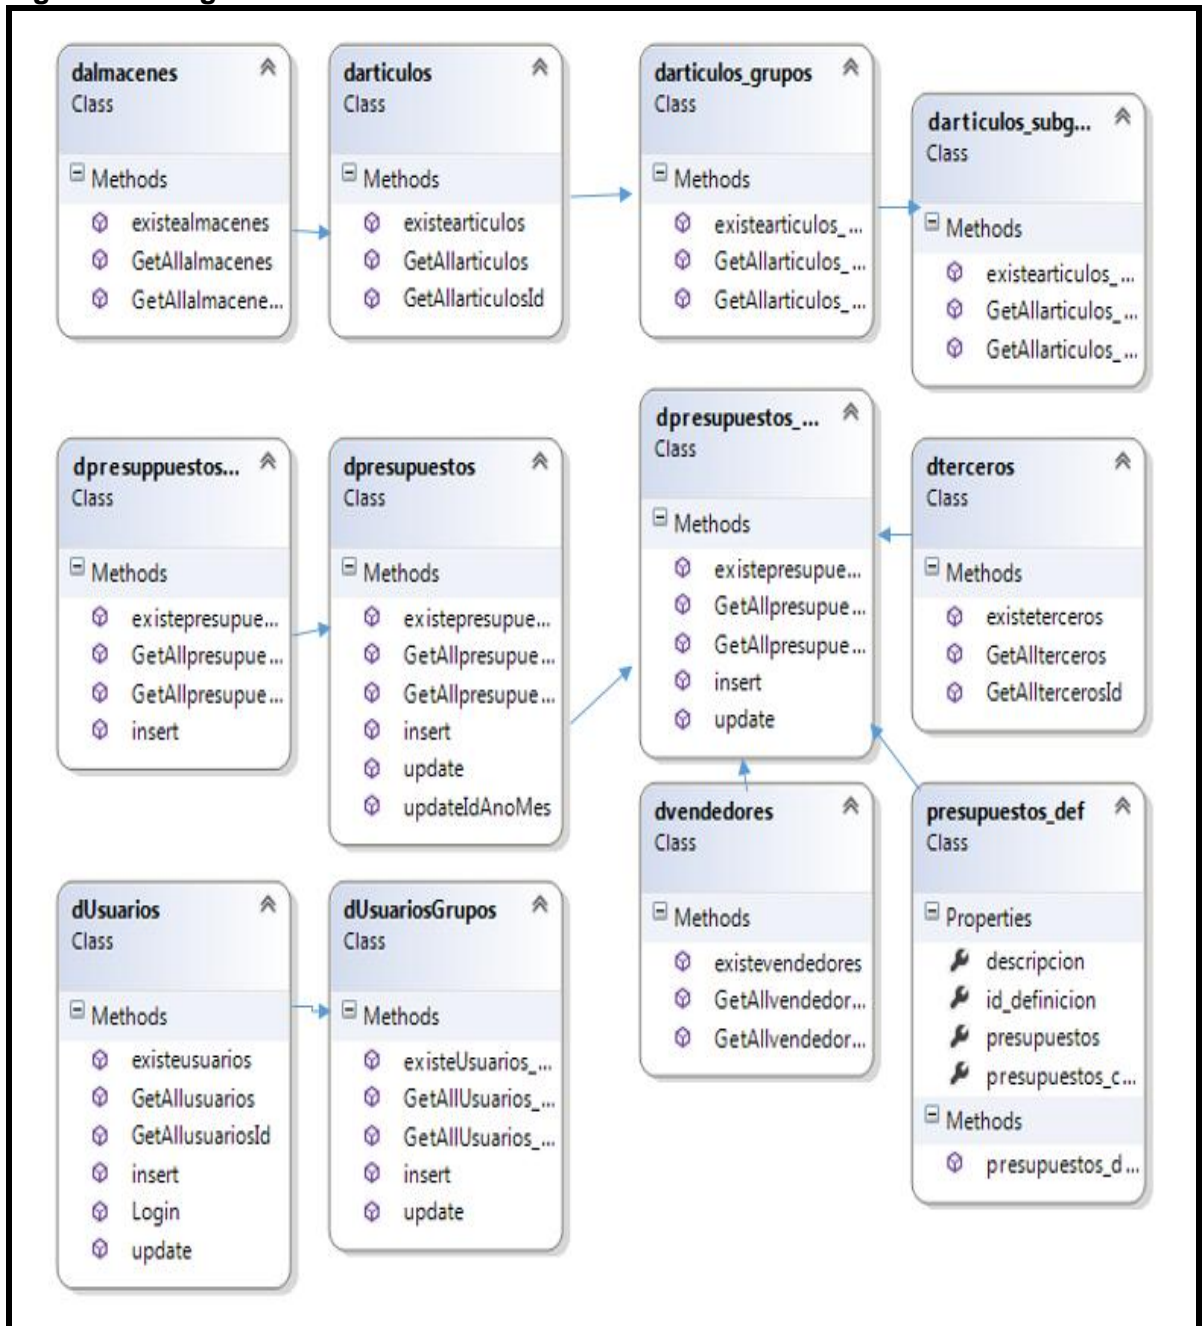 dalmacenes
Class
Methods
existealmacenes
GetAllalmacenes
GetAllalmacene...
darticulos
Class
Methods
existearticulos
GetAllarticulos
GetAllarticulosId
darticulos_grupos
Class
Methods
existearticulos_...
GetAllarticulos_...
GetAllarticulos_...
darticulos_subg...
Class
Methods
existearticulos_...
GetAllarticulos_...
GetAllarticulos_...
dpresuppuestos...
Class
Methods
existepresupue...
GetAllpresupue...
GetAllpresupue...
insert
dpresupuestos
Class
Methods
existepresupue...
GetAllpresupue...
GetAllpresupue...
insert
update
updateIdAnoMes
dpresupuestos_...
Class
Methods
existepresupue...
GetAllpresupue...
GetAllpresupue...
insert
update
dterceros
Class
Methods
existeterceros
GetAllterceros
GetAlltercerosId
dvendedores
Class
Methods
existevendedores
GetAllvendedor...
GetAllvendedor...
presupuestos_def
Class
Properties
descripcion
id_definicion
presupuestos
presupuestos_c...
Methods
presupuestos_d...
dUsuarios
Class
Methods
existeusuarios
GetAllusuarios
GetAllusuariosId
insert
Login
update
dUsuariosGrupos
Class
Methods
existeUsuarios_...
GetAllUsuarios_...
GetAllUsuarios_...
insert
update